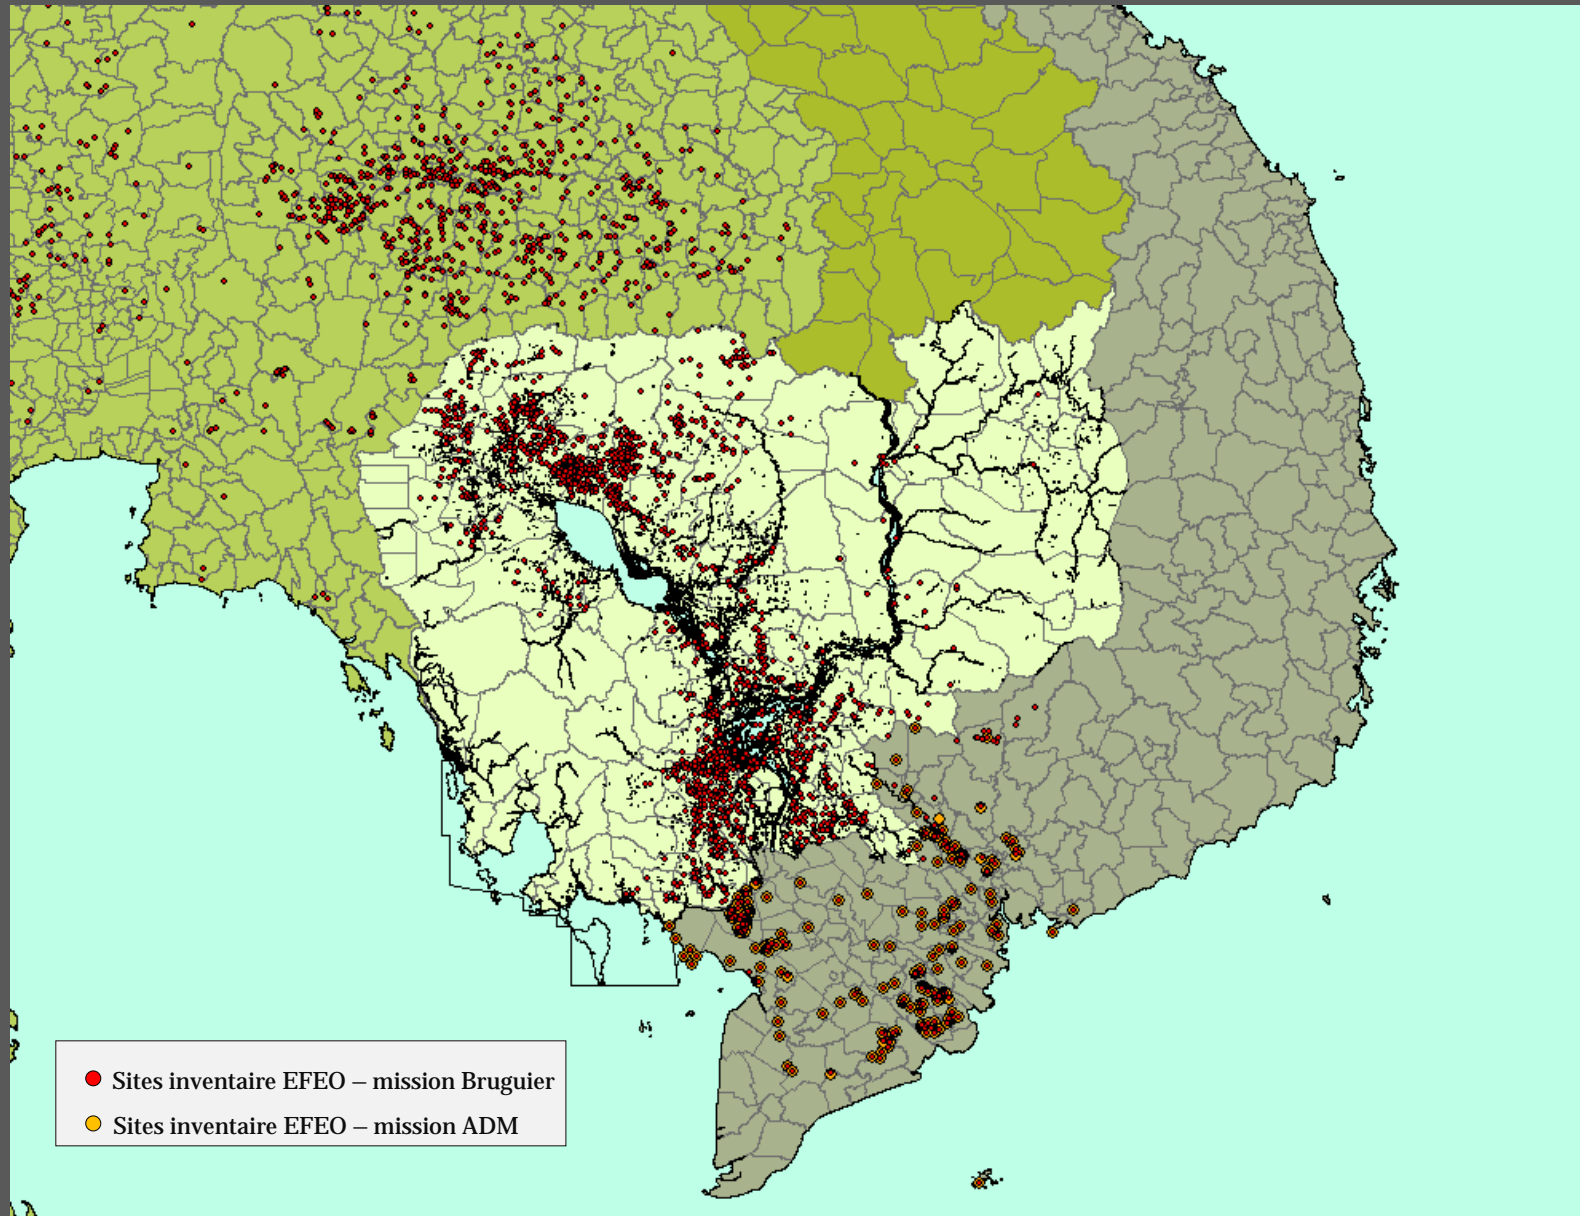 Sites inventaire EFEO – mission Bruguier
Sites inventaire EFEO – mission ADM